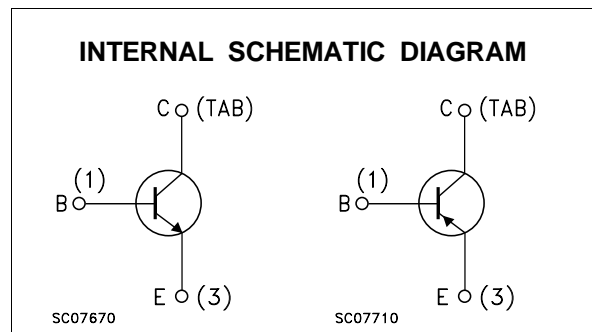 INTERNAL SCHEMATIC DIAGRAM
C (TAB)
(1)
B
E (3)
SC07670
C (TAB)
(1)
B
E (3)
SC07710